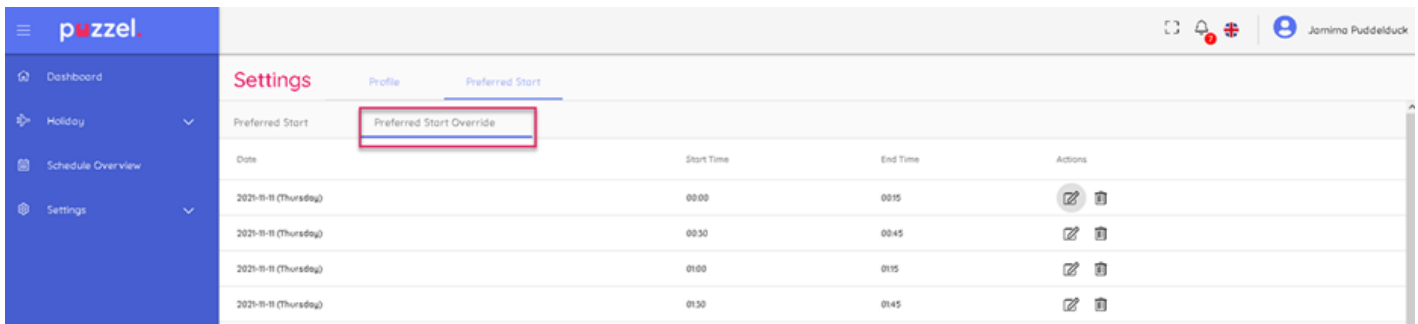 puzzel.
2
Jamima Puddelduck
Dashboard
Holiday
Schedule Overview
Settings
Settings
Profile
Preferred Start
Preferred Start
Preferred Start Override
Date
Start Time
End Time
Actions
2021-11-11 (Thursday)
00:00
00:15
2021-11-11 (Thursday)
00:30
00:45
2021-11-11 (Thursday)
01:00
01:15
2021-11-11 (Thursday)
01:30
01:45